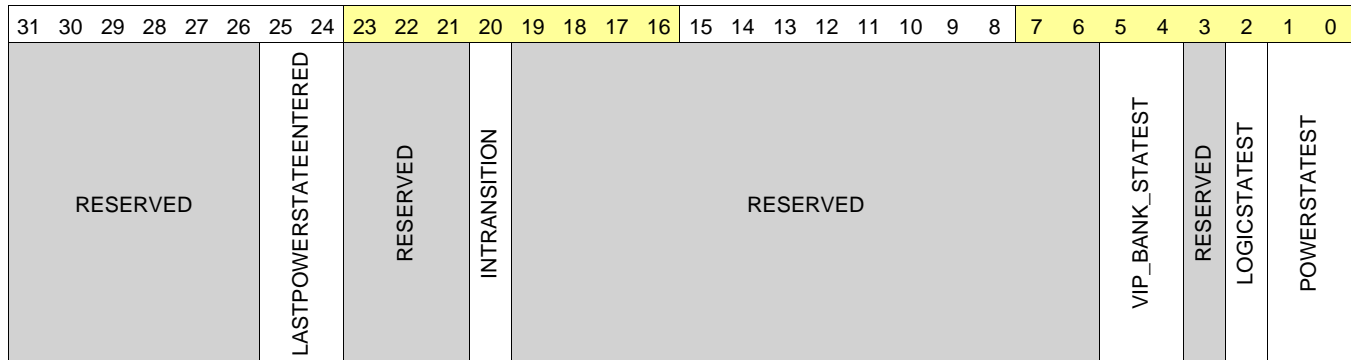 31 30 29 28 27 26 25 24 23 22 21 20 19 18 17 16 15 14 13 12 11 10 9 8 7 6 5 4 3 2 1 0
RESERVED
LASTPOWERSTATEENTERED
RESERVED
INTRANSITION
RESERVED
VIP_BANK_STATEST
RESERVED
LOGICSTATEST
POWERSTATEST